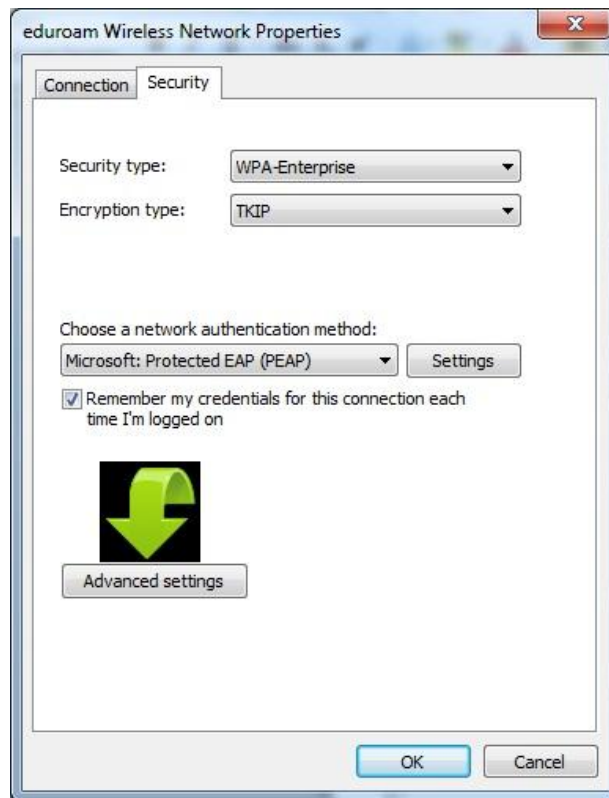 eduroam Wireless Network Properties
Connection
Security
Security type:
WPA-Enterprise
Encryption type:
TKIP
Choose a network authentication method:
Microsoft: Protected EAP (PEAP)
Settings
Remember my credentials for this connection each
time I'm logged on
Advanced settings
OK
Cancel